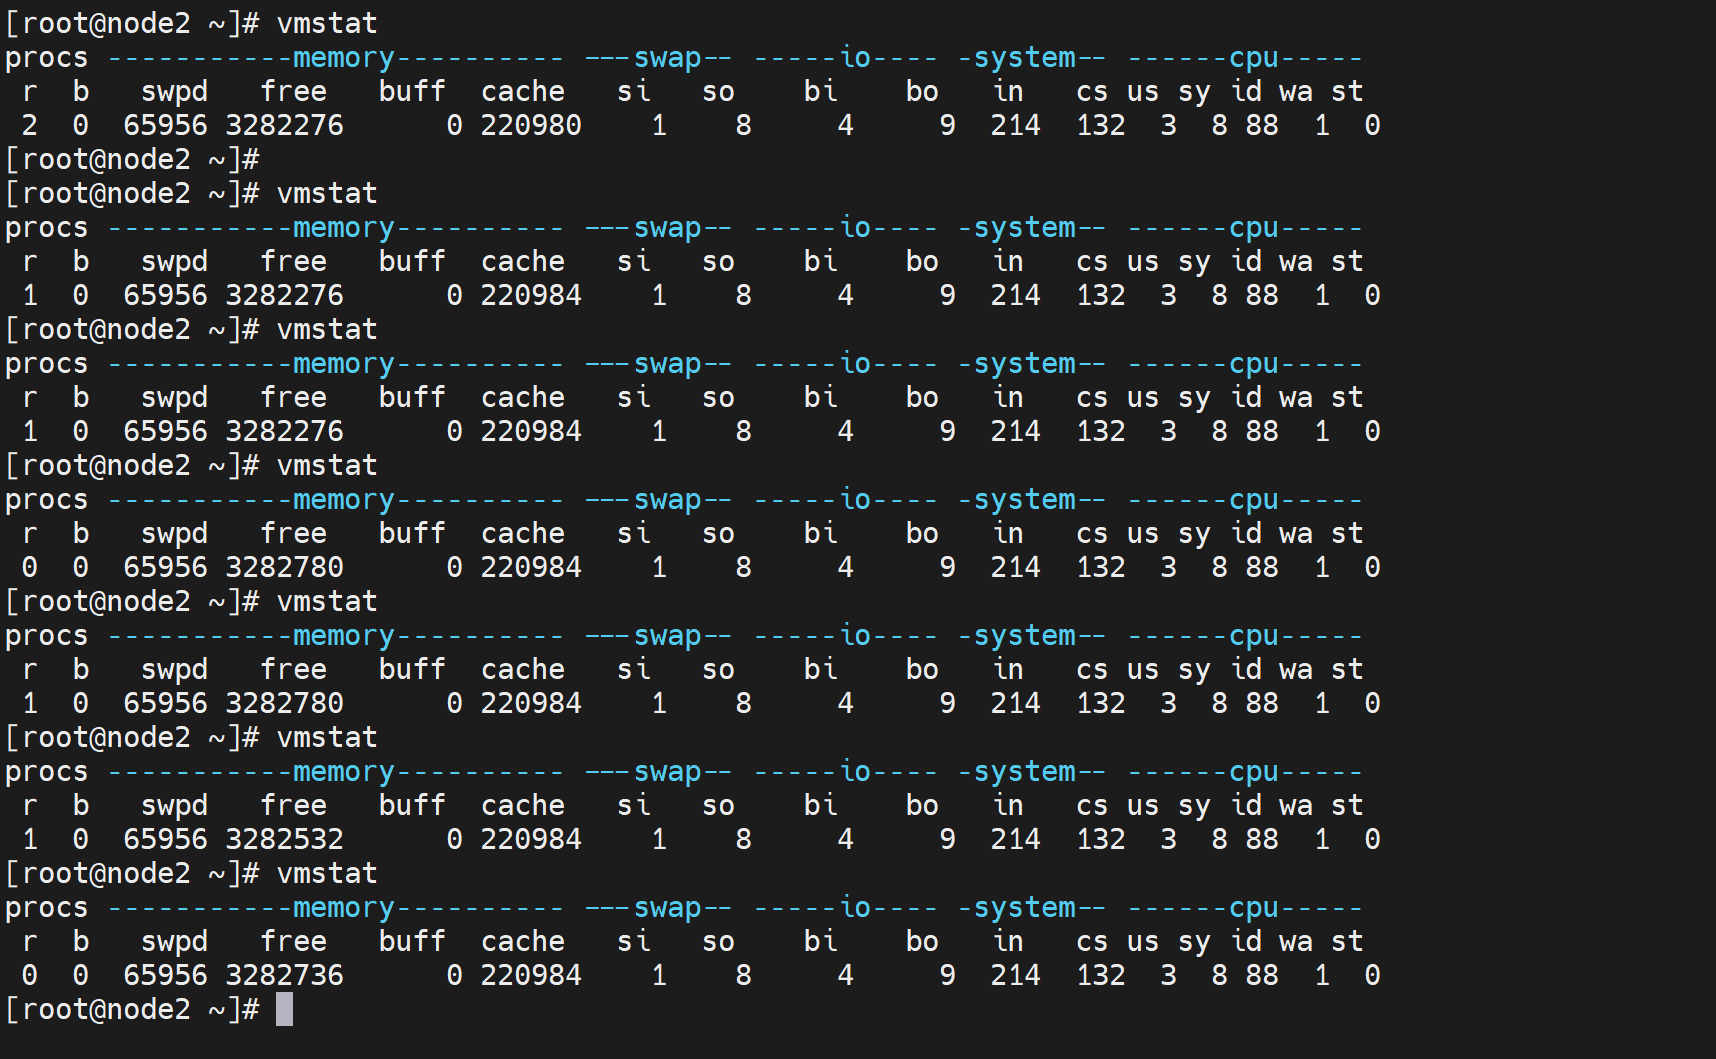 [root@node2 ~]# vmstat
procs -----------memory---------- ---swap-- -----io---- -system-- ------cpu-----
 r  b   swpd   free   buff  cache   si   so    bi    bo   in   cs us sy id wa st
 2  0  65956 3282276      0 220980    1    8     4     9  214  132  3  8 88  1  0
[root@node2 ~]#
[root@node2 ~]# vmstat
procs -----------memory---------- ---swap-- -----io---- -system-- ------cpu-----
 r  b   swpd   free   buff  cache   si   so    bi    bo   in   cs us sy id wa st
 1  0  65956 3282276      0 220984    1    8     4     9  214  132  3  8 88  1  0
[root@node2 ~]# vmstat
procs -----------memory---------- ---swap-- -----io---- -system-- ------cpu-----
 r  b   swpd   free   buff  cache   si   so    bi    bo   in   cs us sy id wa st
 1  0  65956 3282276      0 220984    1    8     4     9  214  132  3  8 88  1  0
[root@node2 ~]# vmstat
procs -----------memory---------- ---swap-- -----io---- -system-- ------cpu-----
 r  b   swpd   free   buff  cache   si   so    bi    bo   in   cs us sy id wa st
 0  0  65956 3282780      0 220984    1    8     4     9  214  132  3  8 88  1  0
[root@node2 ~]# vmstat
procs -----------memory---------- ---swap-- -----io---- -system-- ------cpu-----
 r  b   swpd   free   buff  cache   si   so    bi    bo   in   cs us sy id wa st
 1  0  65956 3282780      0 220984    1    8     4     9  214  132  3  8 88  1  0
[root@node2 ~]# vmstat
procs -----------memory---------- ---swap-- -----io---- -system-- ------cpu-----
 r  b   swpd   free   buff  cache   si   so    bi    bo   in   cs us sy id wa st
 1  0  65956 3282532      0 220984    1    8     4     9  214  132  3  8 88  1  0
[root@node2 ~]# vmstat
procs -----------memory---------- ---swap-- -----io---- -system-- ------cpu-----
 r  b   swpd   free   buff  cache   si   so    bi    bo   in   cs us sy id wa st
 0  0  65956 3282736      0 220984    1    8     4     9  214  132  3  8 88  1  0
[root@node2 ~]#